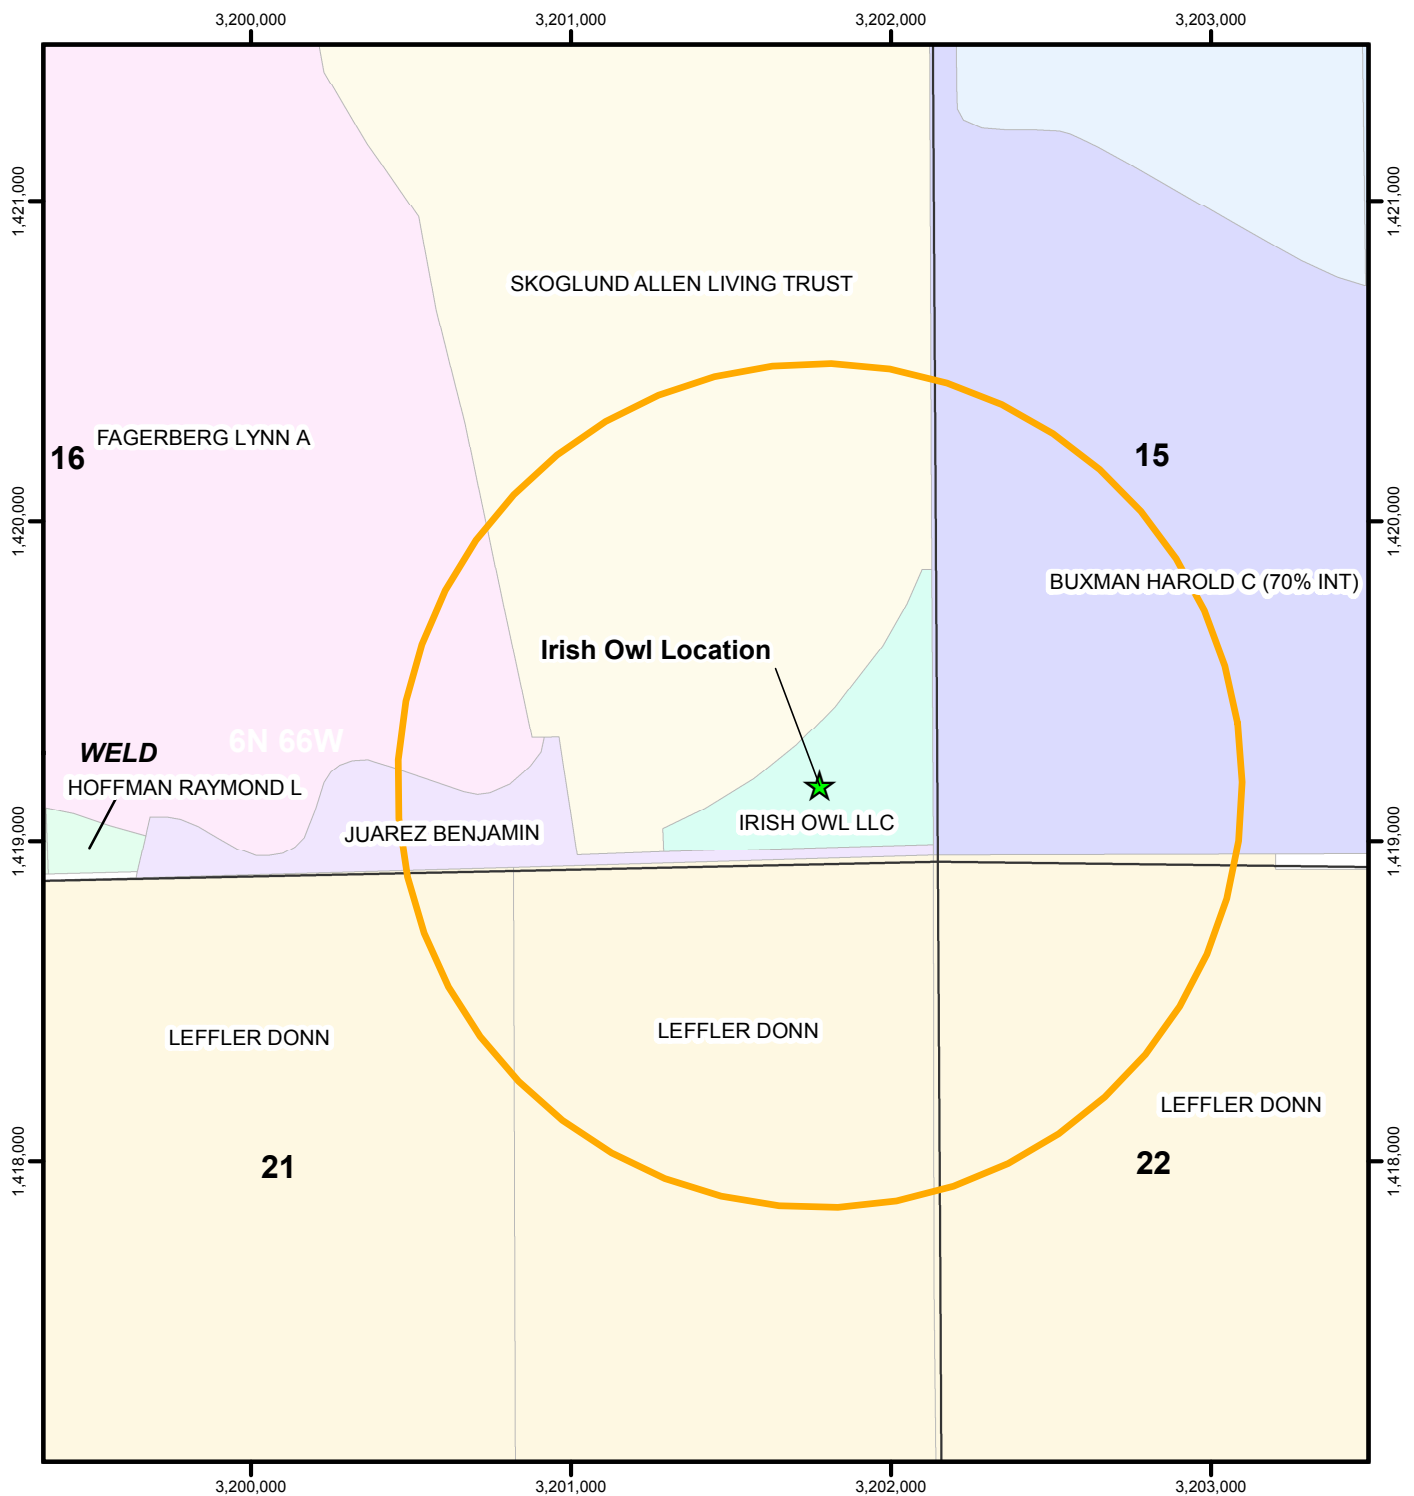 3,200,000 3,201,000 3,202,000 3,203,000
1,421,000 1,421,000
SKOGLUND ALLEN LIVING TRUST
FAGERBERG LYNN A
16 15
1,420,000 1,420,000
BUXMAN HAROLD C (70% INT)
Irish Owl Location
6N 66W
WELD
HOFFMAN RAYMOND L
IRISH OWL LLC
JUAREZ BENJAMIN
1,419,000 1,419,000
LEFFLER DONN
LEFFLER DONN
LEFFLER DONN
21 22
1,418,000 1,418,000
3,200,000 3,201,000 3,202,000 3,203,000